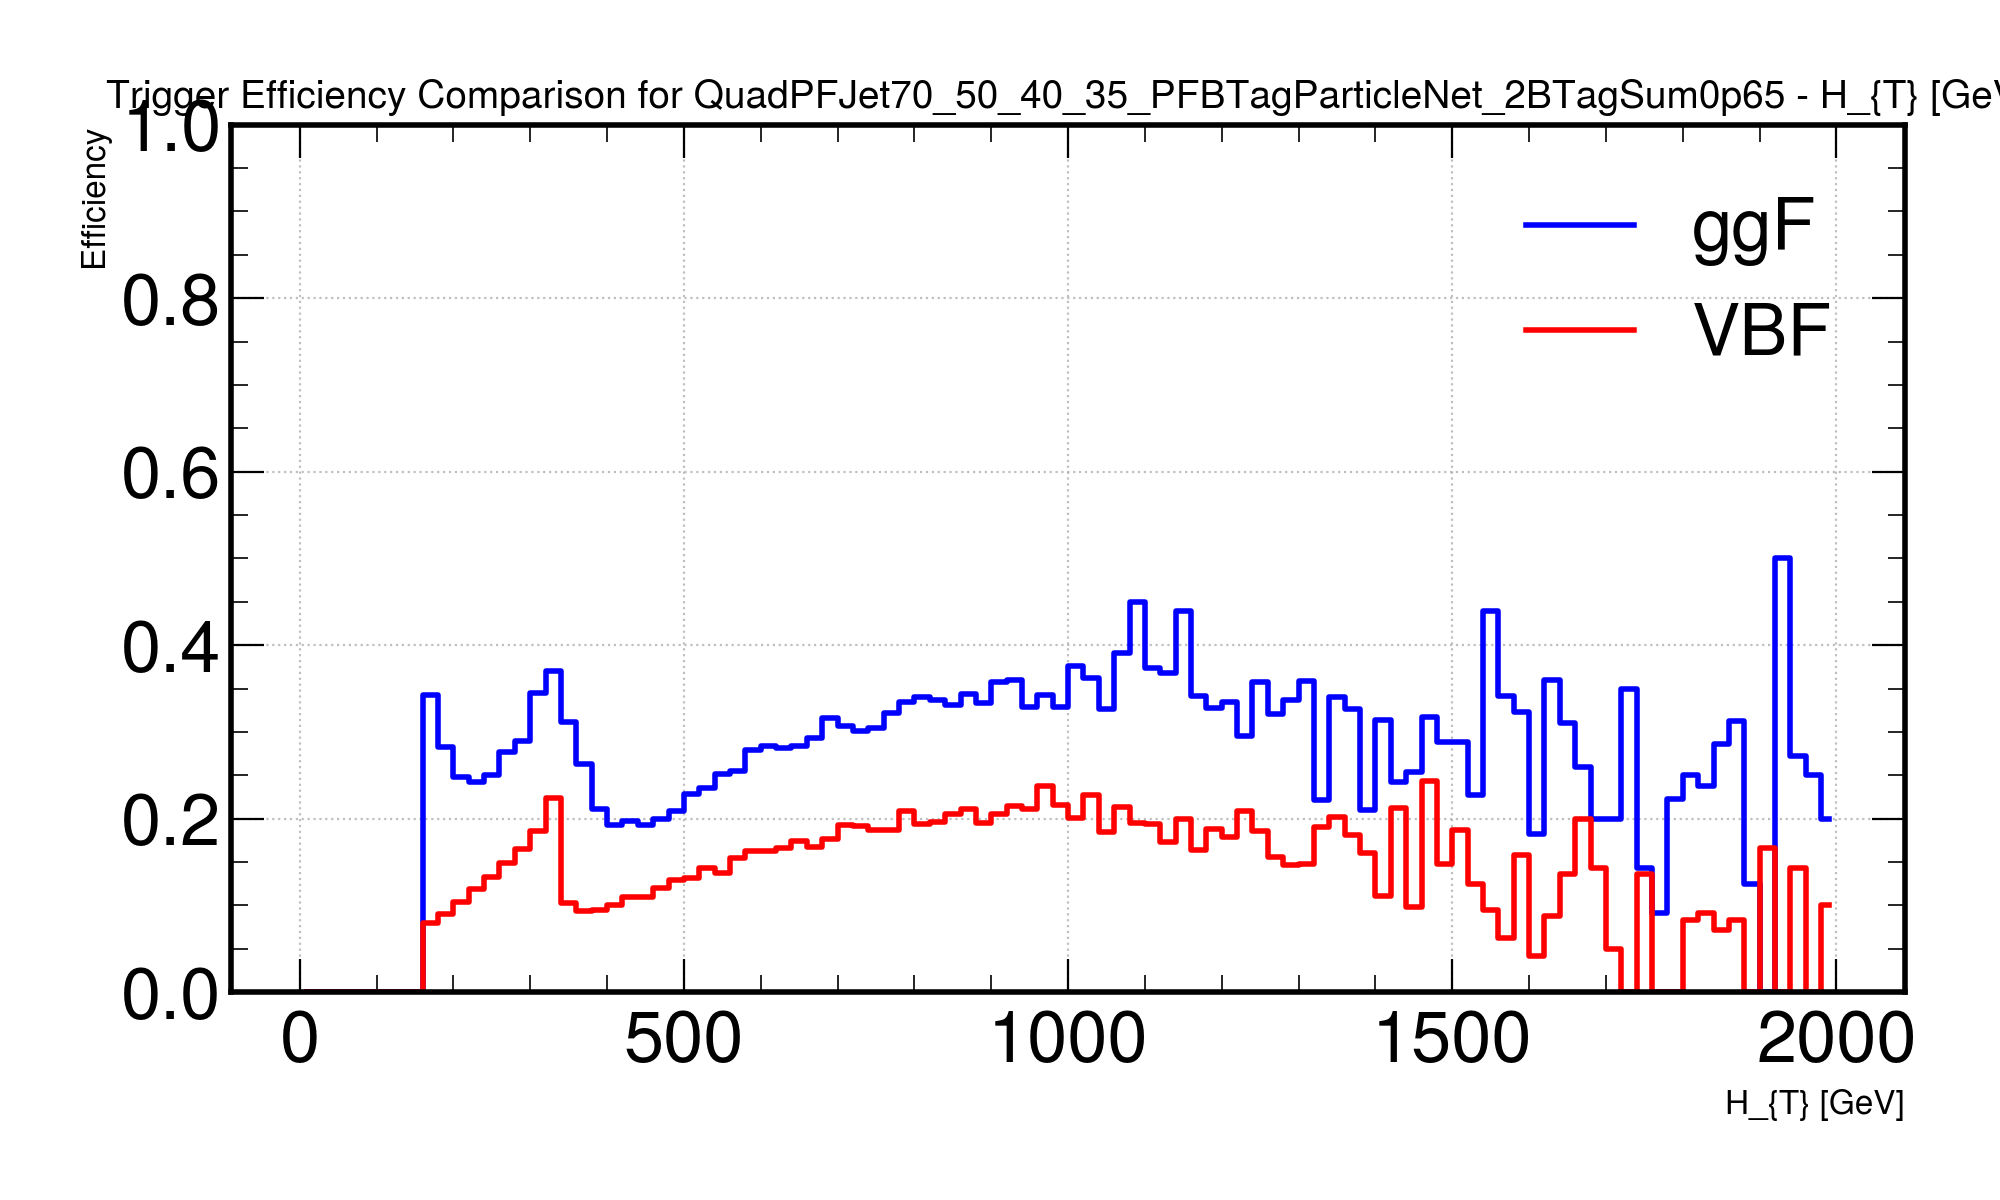 Trigger Efficiency Comparison for QuadPFJet70_50_40_35_PFBTagParticleNet_2BTagSum0p65 - H_{T} [GeV
Efficiency
1.0
0.8
0.6
0.4
0.2
0.0
ggF
VBF
0 500 1000 1500 2000
H_{T} [GeV]